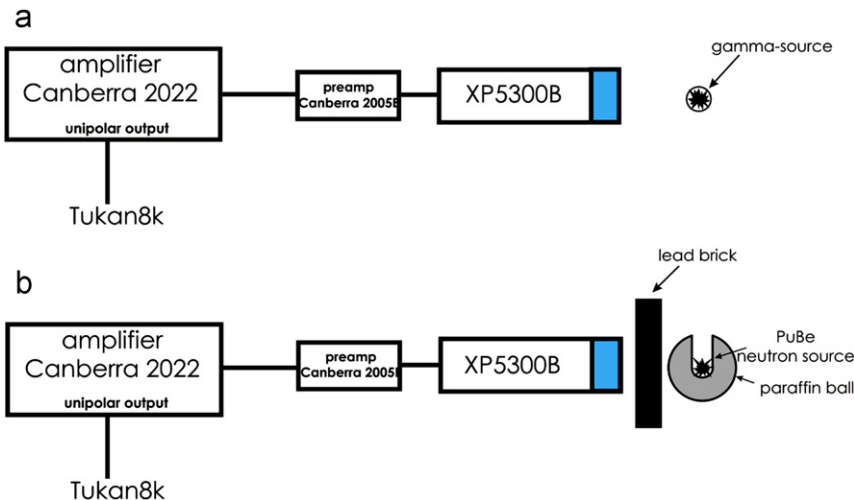 a
gamma-source
amplifier
Canberra 2022
unipolar output
preamp
Canberra 2005E
XP5300B
Tukan8k
b
lead brick
amplifier
Canberra 2022
unipolar output
preamp
Canberra 2005E
XP5300B
PuBe
neutron source
paraffin ball
Tukan8k